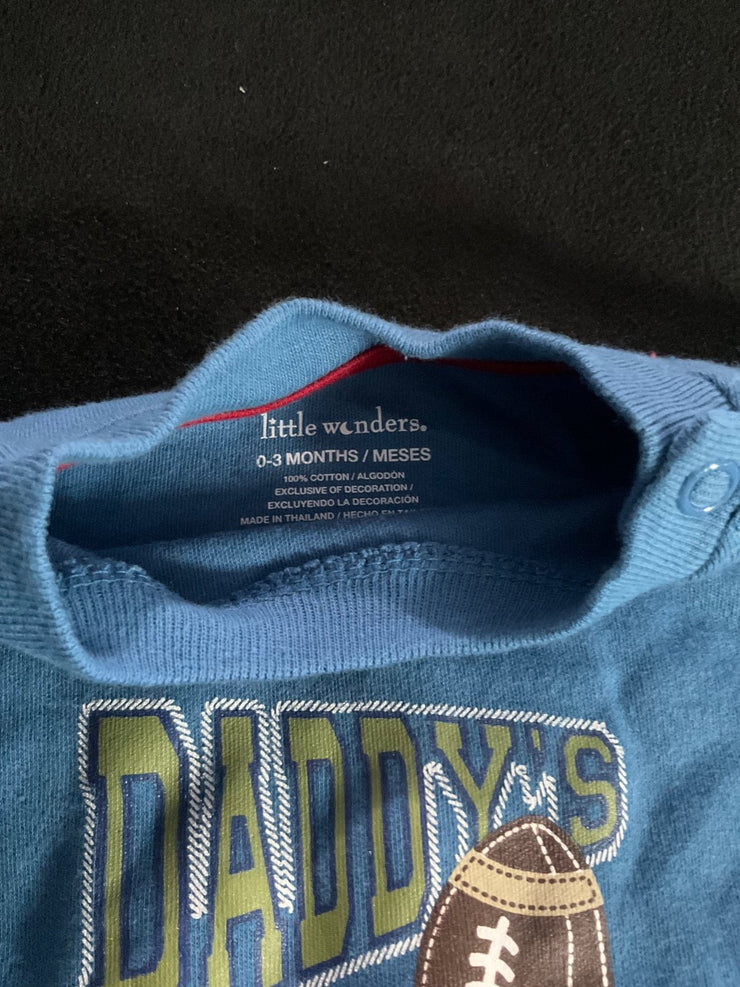 little wonders®
0-3 MONTHS / MESES
100% COTTON / ALGODÓN
EXCLUSIVE OF DECORATION /
EXCLUYENDO LA DECORACIÓN
MADE IN THAILAND / HECHO EN
DADDY'S